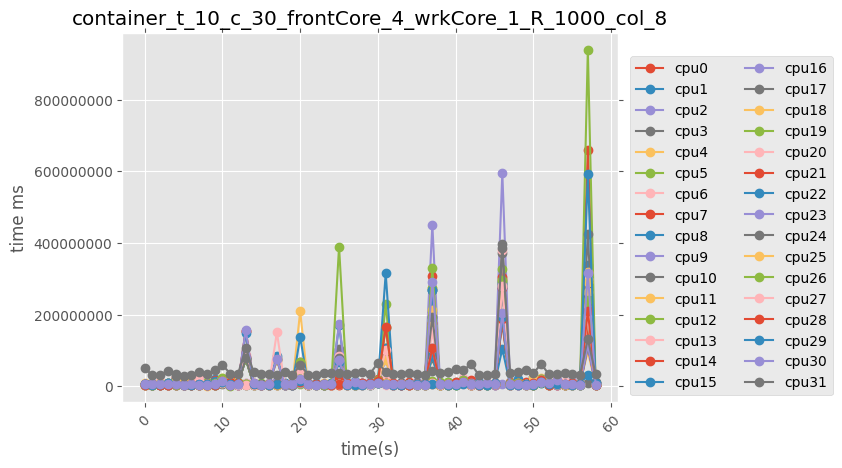 container_t_10_c_30_frontCore_4_wrkCore_1_R_1000_col_8
time ms
800000000
600000000
400000000
200000000
0
0
10
20
30
40
50
60
time(s)
cpu0
cpu1
cpu2
cpu3
cpu4
cpu5
cpu6
cpu7
cpu8
cpu9
cpu10
cpu11
cpu12
cpu13
cpu14
cpu15
cpu16
cpu17
cpu18
cpu19
cpu20
cpu21
cpu22
cpu23
cpu24
cpu25
cpu26
cpu27
cpu28
cpu29
cpu30
cpu31